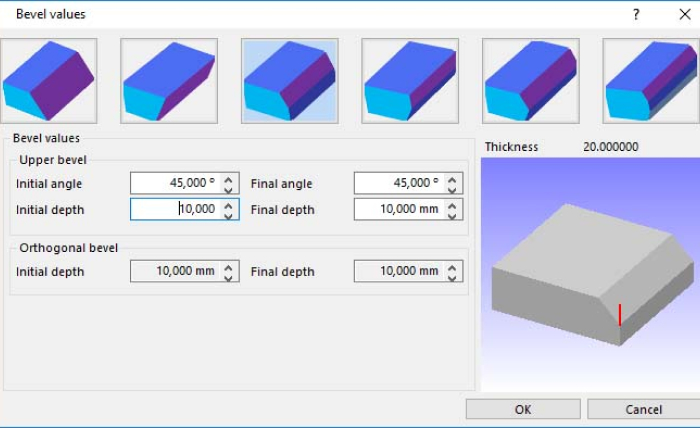 Bevel values ? ×
Bevel values
Upper bevel
Initial angle 45,000 ° Final angle 45,000 °
Initial depth 10,000 Final depth 10,000 mm
Orthogonal bevel
Initial depth 10,000 mm Final depth 10,000 mm
Thickness 20.000000
OK Cancel